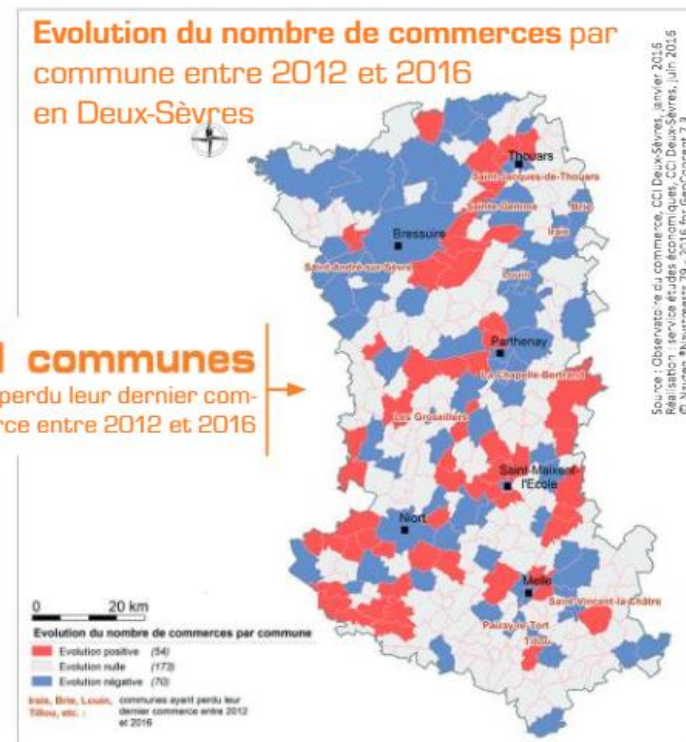 Evolution du nombre de commerces par
commune entre 2012 et 2016
en Deux-Sèvres
Thouars
Saint-Jacques-de-Thouars
Sainte-Gemme
Brie
Irais
Bressuire
Saint-André-sur-Sèvre
Louin
Parthenay
La Chapelle-Bertrand
communes
perdu leur dernier com-
rce entre 2012 et 2016
Les Groseillers
Saint-Maixent-
l'Ecole
Niort
Melle
Saint-Vincent-la-Châtre
Paizay-le-Tort
Tillou
0 20 km
Evolution du nombre de commerces par commune
Evolution positive (54)
Evolution nulle (173)
Evolution négative (70)
Irais, Brie, Louin, communes ayant perdu leur
Tillou, etc. : dernier commerce entre 2012
et 2016
Source : Observatoire du commerce, CCI Deux-Sèvres, janvier 2016
Réalisation : service études économiques, CCI Deux-Sèvres, juin 2016